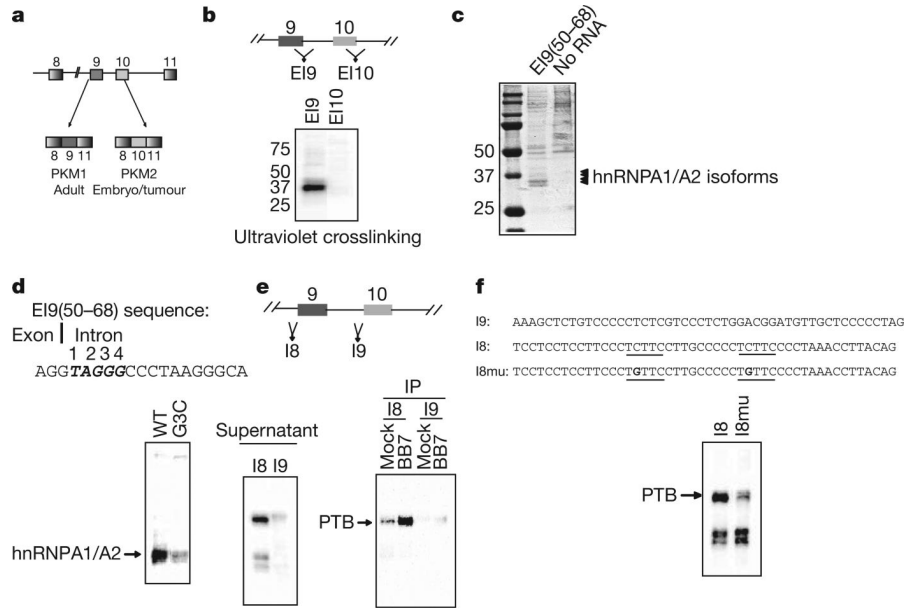 a
8 9 10 11
8 9 11
8 10 11
PKM1
Adult
PKM2
Embryo/tumour
b
9 10
EI9 EI10
EI9
EI10
75
50
37
25
Ultraviolet crosslinking
c
EI9(50–68)
No RNA
50
37
25
hnRNPA1/A2 isoforms
d
EI9(50–68) sequence:
Exon Intron
1 2 3 4
AGGTAGGGCCCTAAGGGCA
WT
G3C
hnRNPA1/A2
e
9 10
I8 I9
Supernatant
I8 I9
IP
I8 I9
Mock
BB7
Mock
BB7
PTB
f
I9: AAAGCTCTGTCCCCCTCTCGTCCCTCTGGACGGATGTTGCTCCCCCTAG
I8: TCCTCCTCCTTCCCTCTTCCTTGCCCCCTCTTCCCCTAAACCTTACAG
I8mu: TCCTCCTCCTTCCCTGTTCCTTGCCCCCTGTTCCCCTAAACCTTACAG
I8
I8mu
PTB